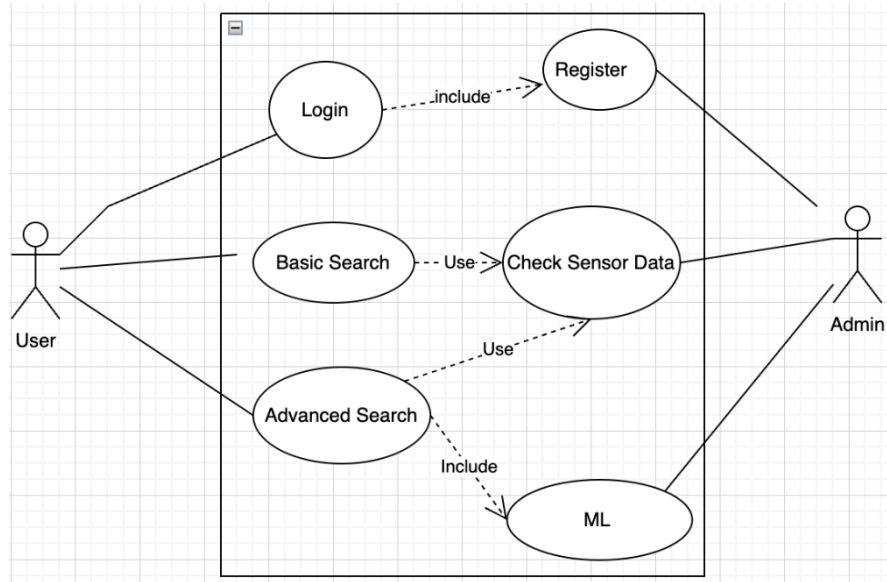 Register
include
Login
Basic Search
Use
Check Sensor Data
User
Admin
Use
Advanced Search
Include
ML